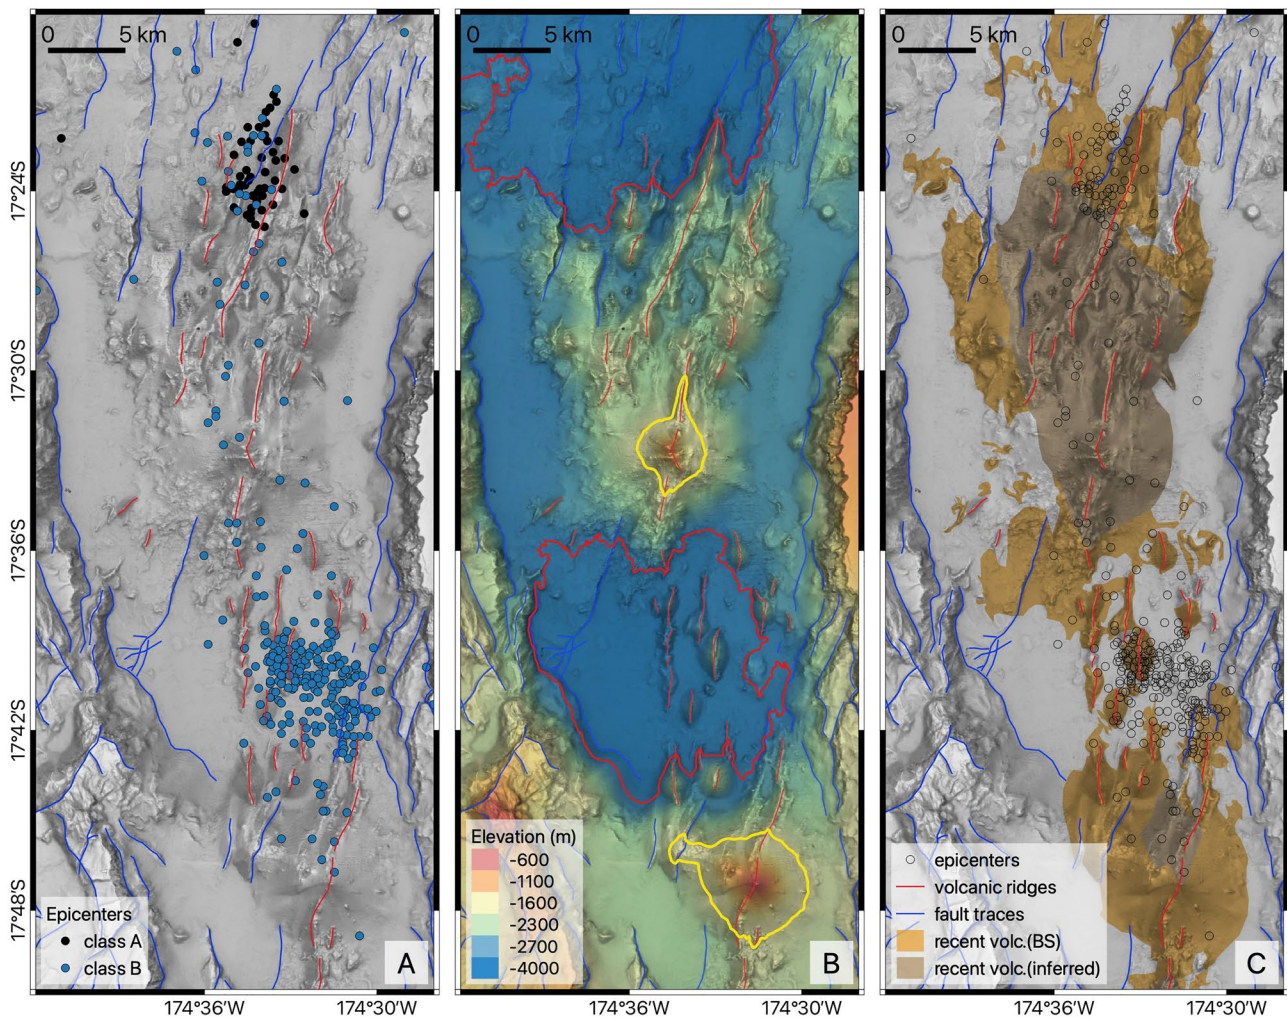 0 5 km
0 5 km
0 5 km
17°24'S
17°30'S
17°36'S
17°42'S
17°48'S
Epicenters
class A
class B
A
Elevation (m)
-600
-1100
-1600
-2300
-2700
-4000
B
epicenters
volcanic ridges
fault traces
recent volc.(BS)
recent volc.(inferred)
C
174°36'W 174°30'W 174°36'W 174°30'W 174°36'W 174°30'W